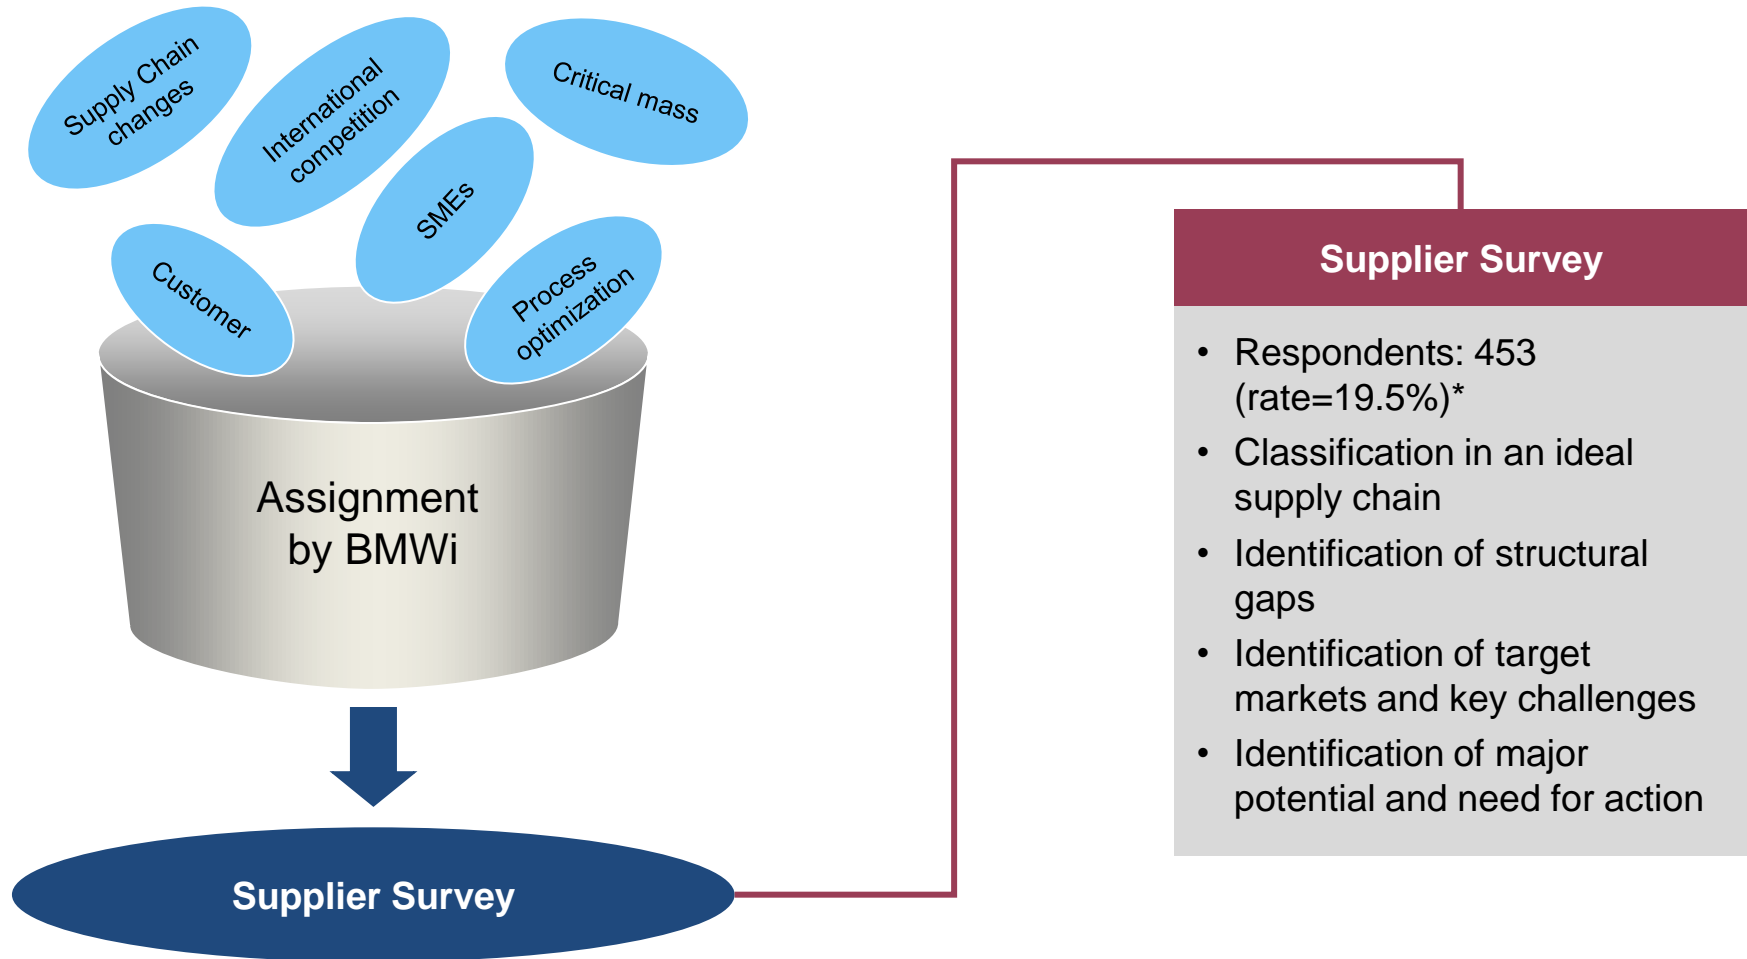 Supply Chain
changes
International
competition
Critical mass
SMEs
Customer
Process
optimization
Assignment
by BMWi
Supplier Survey
Supplier Survey
• Respondents: 453
(rate=19.5%)*
• Classification in an ideal
supply chain
• Identification of structural
gaps
• Identification of target
markets and key challenges
• Identification of major
potential and need for action